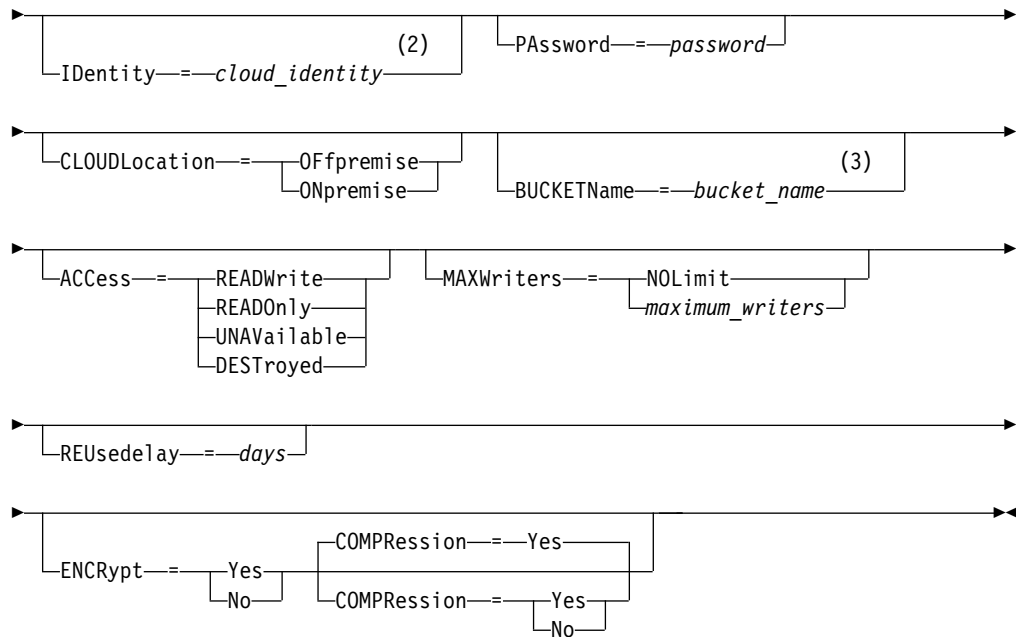 (2)
IDentity = cloud_identity
PAssword = password
CLOUDLocation = OFfpremise
ONpremise
(3)
BUCKETName = bucket_name
ACCess = READWrite
READOnly
UNAVailable
DESTroyed
MAXWriters = NOLimit
maximum_writers
REUsedelay = days
ENCRypt = Yes
No
COMPRession = Yes
COMPRession = Yes
No